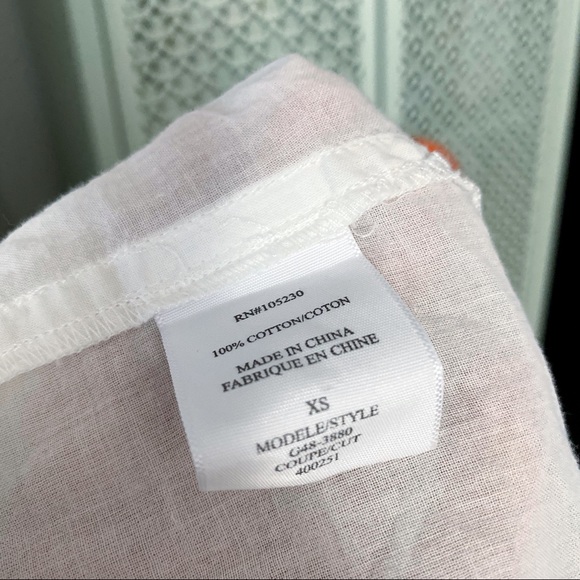 RN#105230
100% COTTON/COTON
MADE IN CHINA
FABRIQUE EN CHINE
XS
MODELE/STYLE
G48-3880
COUPE/CUT
400251